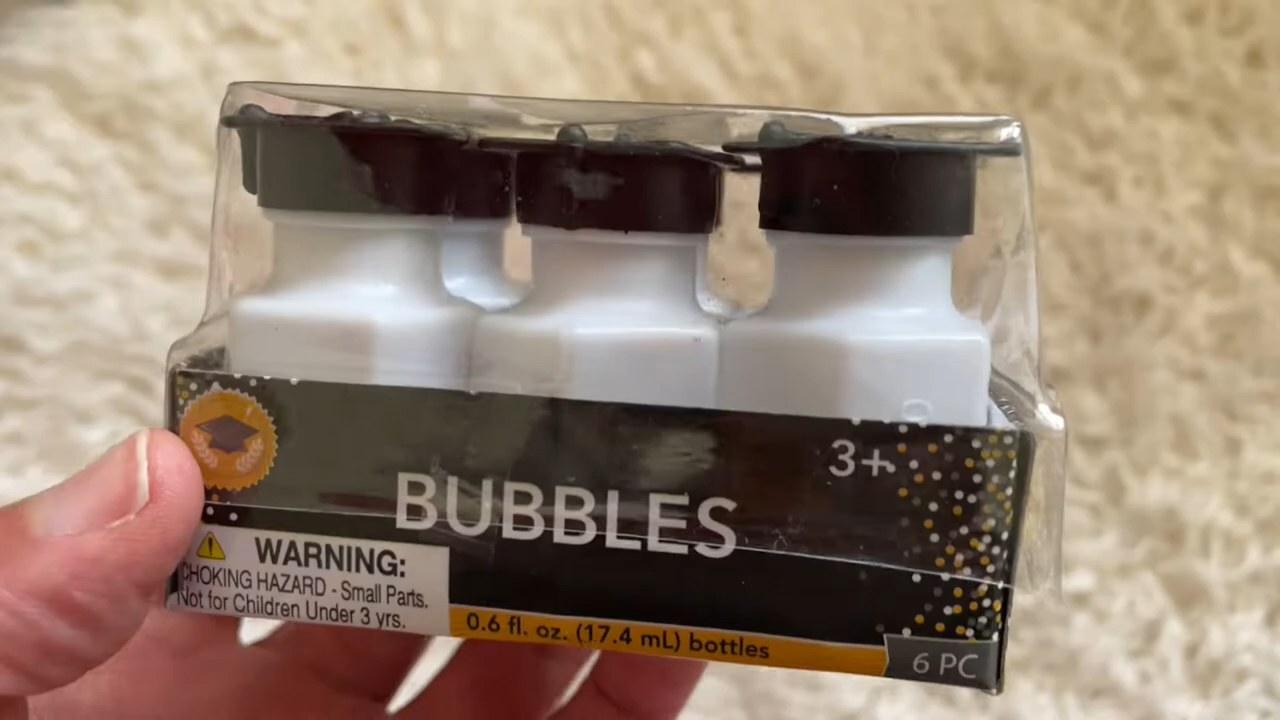 3+
BUBBLES
WARNING:
CHOKING HAZARD - Small Parts.
Not for Children Under 3 yrs.
0.6 fl. oz. (17.4 mL) bottles
6 PC